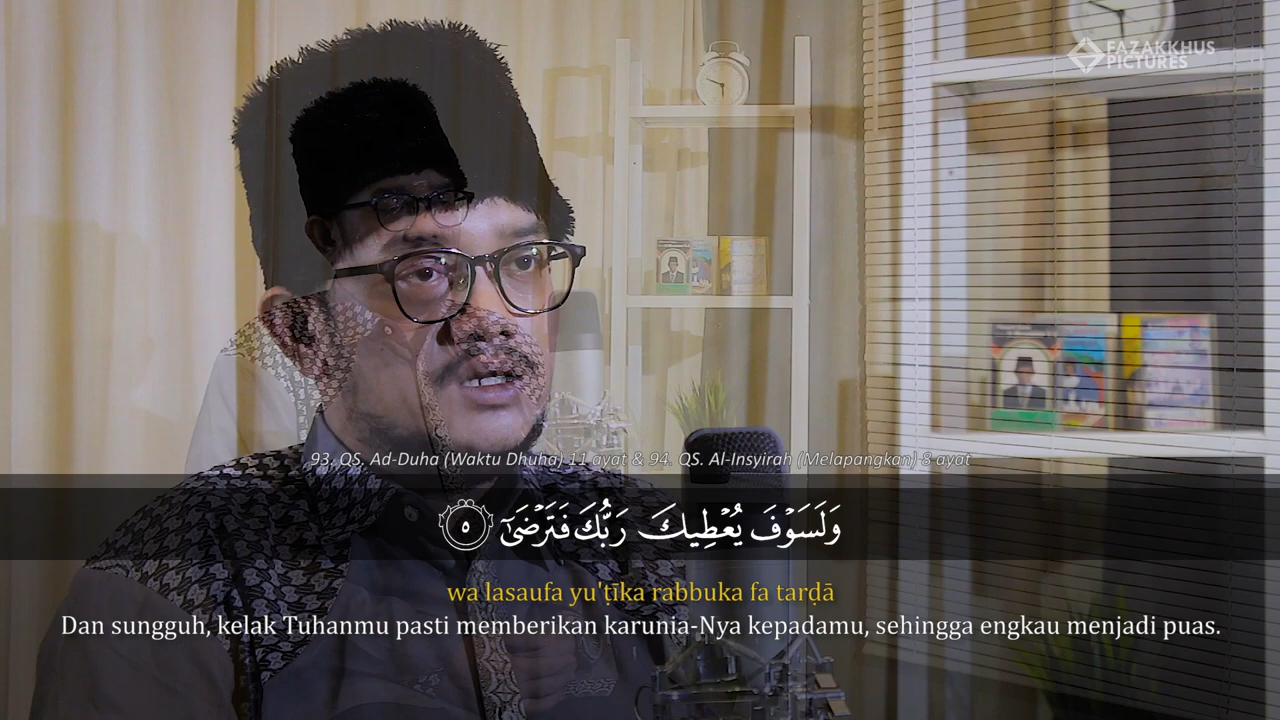 FAZAKKHUS
PICTURES
93. QS. Ad-Duha (Waktu Dhuha) 11 ayat & 94. QS. Al-Insyirah (Melapangkan) 8 ayat
وَلَسَوْفَ يُعْطِيكَ رَبُّكَ فَتَرْضَىٰٓ ٥
wa lasaufa yu'ṭīka rabbuka fa tarḍā
Dan sungguh, kelak Tuhanmu pasti memberikan karunia-Nya kepadamu, sehingga engkau menjadi puas.